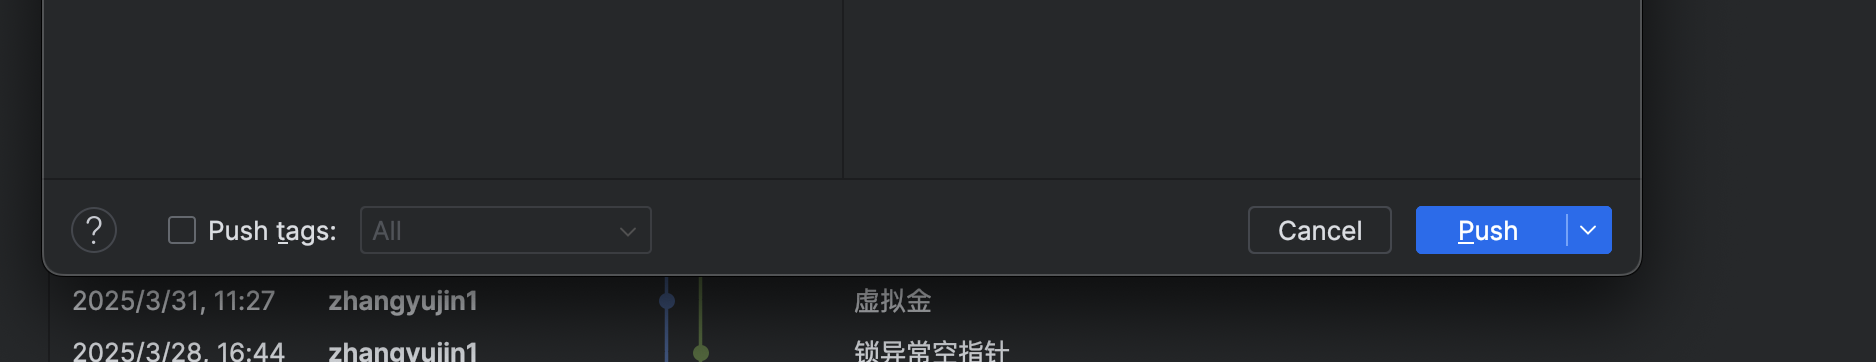 ? Push tags: All Cancel Push
2025/3/31, 11:27 zhangyujin1 虚拟金
2025/3/28, 16:44 zhangyujin1 锁异常空指针